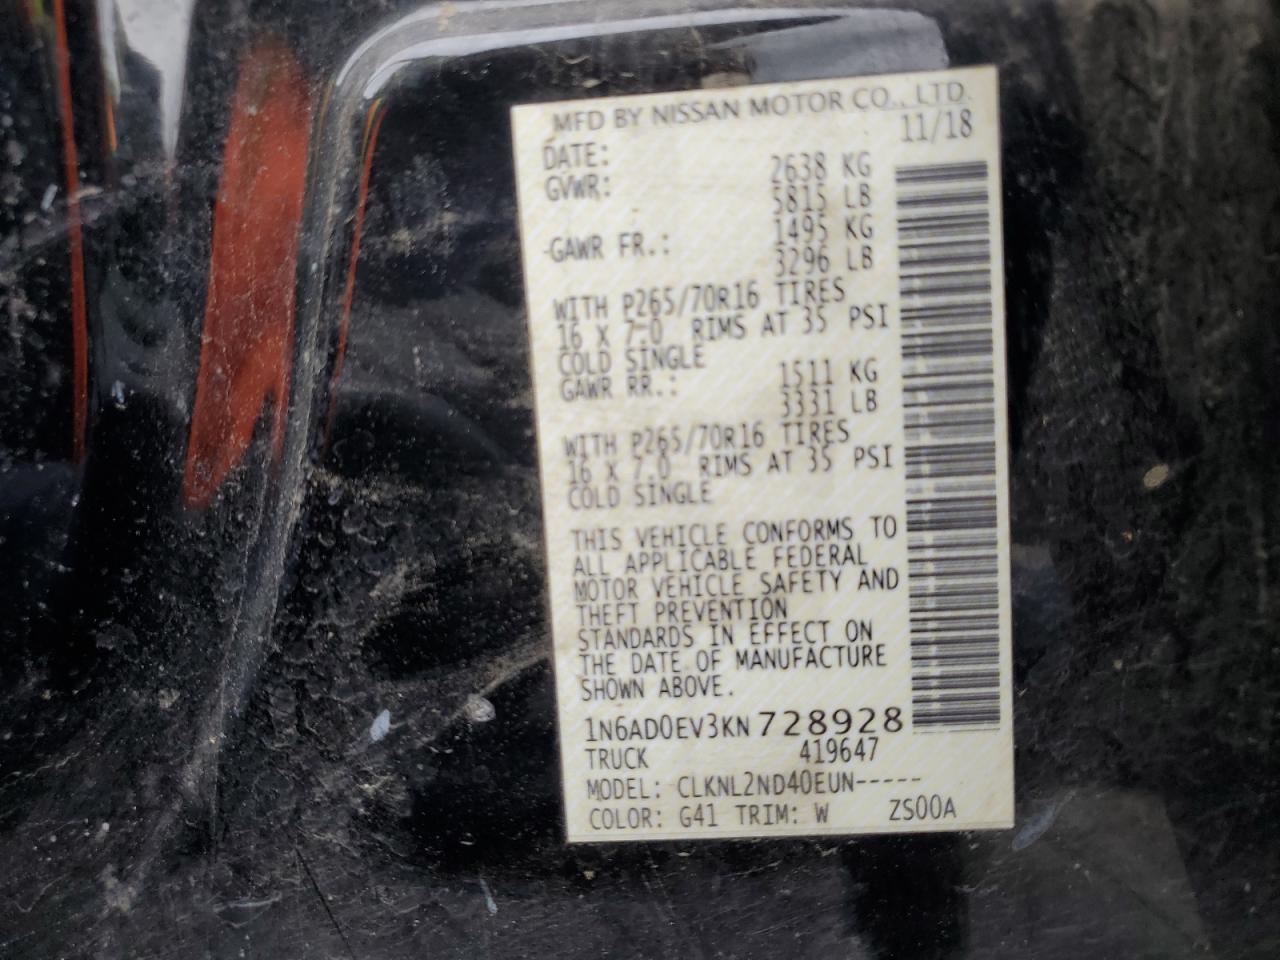 MFD BY NISSAN MOTOR CO., LTD.
DATE: 11/18
GVWR: 2638 KG
5815 LB
GAWR FR.: 1495 KG
3296 LB
WITH P265/70R16 TIRES
16 X 7.0 RIMS AT 35 PSI
COLD SINGLE
GAWR RR.: 1511 KG
3331 LB
WITH P265/70R16 TIRES
16 X 7.0 RIMS AT 35 PSI
COLD SINGLE
THIS VEHICLE CONFORMS TO
ALL APPLICABLE FEDERAL
MOTOR VEHICLE SAFETY AND
THEFT PREVENTION
STANDARDS IN EFFECT ON
THE DATE OF MANUFACTURE
SHOWN ABOVE.
1N6AD0EV3KN728928
TRUCK 419647
MODEL: CLKNL2ND40EUN-----
COLOR: G41 TRIM: W ZS00A